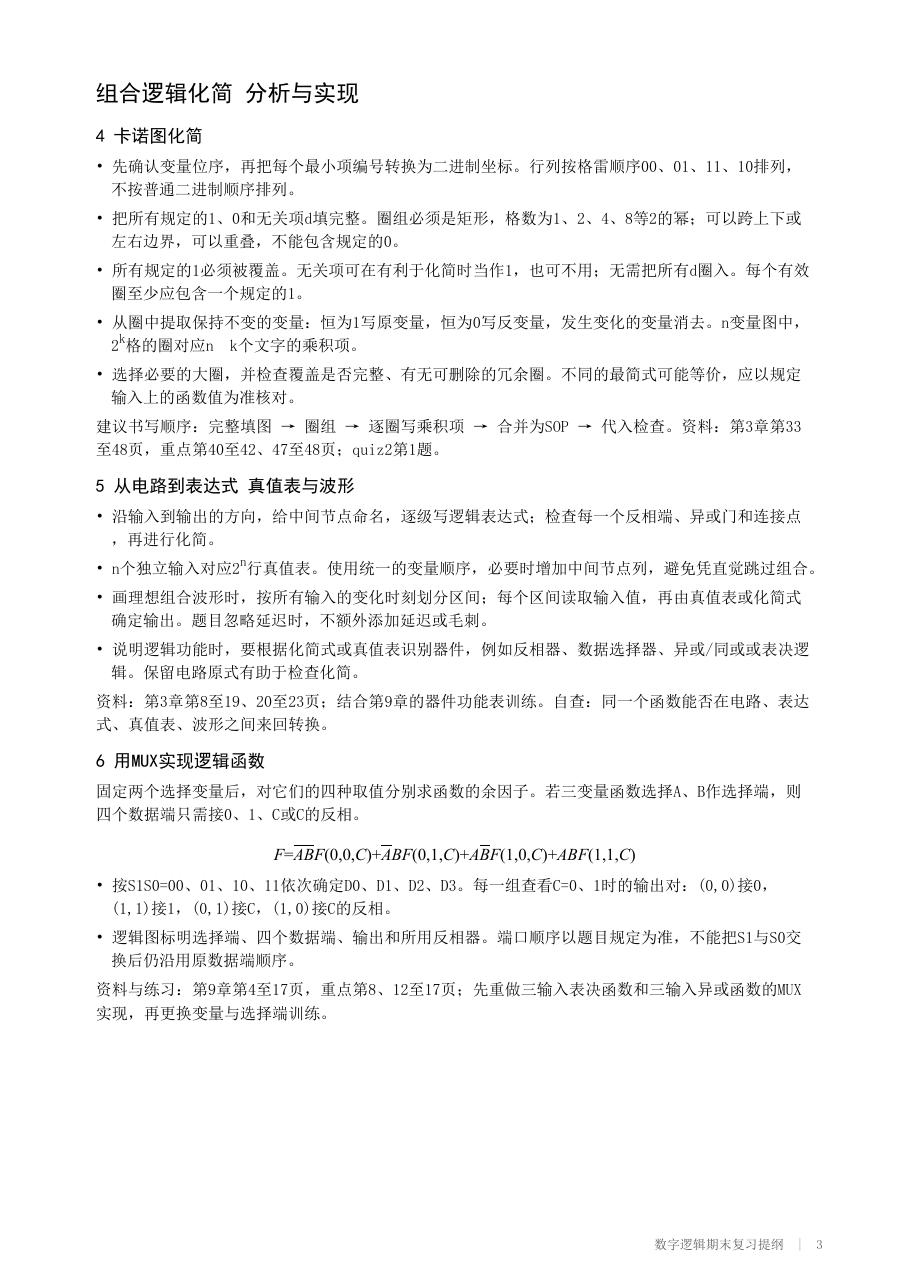 组合逻辑化简 分析与实现
4 卡诺图化简
• 先确认变量位序，再把每个最小项编号转换为二进制坐标。行列按格雷顺序00、01、11、10排列，
不按普通二进制顺序排列。
• 把所有规定的1、0和无关项d填完整。圈组必须是矩形，格数为1、2、4、8等2的幂；可以跨上下或
左右边界，可以重叠，不能包含规定的0。
• 所有规定的1必须被覆盖。无关项可在有利于化简时当作1，也可不用；无需把所有d圈入。每个有效
圈至少应包含一个规定的1。
• 从圈中提取保持不变的变量：恒为1写原变量，恒为0写反变量，发生变化的变量消去。n变量图中，
2^k格的圈对应n  k个文字的乘积项。
• 选择必要的大圈，并检查覆盖是否完整、有无可删除的冗余圈。不同的最简式可能等价，应以规定
输入上的函数值为准核对。
建议书写顺序：完整填图 → 圈组 → 逐圈写乘积项 → 合并为SOP → 代入检查。资料：第3章第33
至48页，重点第40至42、47至48页；quiz2第1题。
5 从电路到表达式 真值表与波形
• 沿输入到输出的方向，给中间节点命名，逐级写逻辑表达式；检查每一个反相端、异或门和连接点
，再进行化简。
• n个独立输入对应2^n行真值表。使用统一的变量顺序，必要时增加中间节点列，避免凭直觉跳过组合。
• 画理想组合波形时，按所有输入的变化时刻划分区间；每个区间读取输入值，再由真值表或化简式
确定输出。题目忽略延迟时，不额外添加延迟或毛刺。
• 说明逻辑功能时，要根据化简式或真值表识别器件，例如反相器、数据选择器、异或/同或或表决逻
辑。保留电路原式有助于检查化简。
资料：第3章第8至19、20至23页；结合第9章的器件功能表训练。自查：同一个函数能否在电路、表达
式、真值表、波形之间来回转换。
6 用MUX实现逻辑函数
固定两个选择变量后，对它们的四种取值分别求函数的余因子。若三变量函数选择A、B作选择端，则
四个数据端只需接0、1、C或C的反相。
F=A̅B̅F(0,0,C)+A̅BF(0,1,C)+AB̅F(1,0,C)+ABF(1,1,C)
• 按S1S0=00、01、10、11依次确定D0、D1、D2、D3。每一组查看C=0、1时的输出对：(0,0)接0，
(1,1)接1，(0,1)接C，(1,0)接C的反相。
• 逻辑图标明选择端、四个数据端、输出和所用反相器。端口顺序以题目规定为准，不能把S1与S0交
换后仍沿用原数据端顺序。
资料与练习：第9章第4至17页，重点第8、12至17页；先重做三输入表决函数和三输入异或函数的MUX
实现，再更换变量与选择端训练。
数字逻辑期末复习提纲 | 3